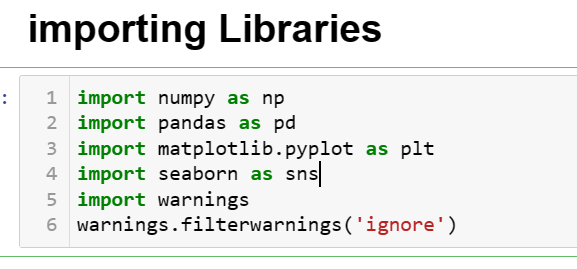 importing Libraries
:
1 import numpy as np
2 import pandas as pd
3 import matplotlib.pyplot as plt
4 import seaborn as sns
5 import warnings
6 warnings.filterwarnings('ignore')